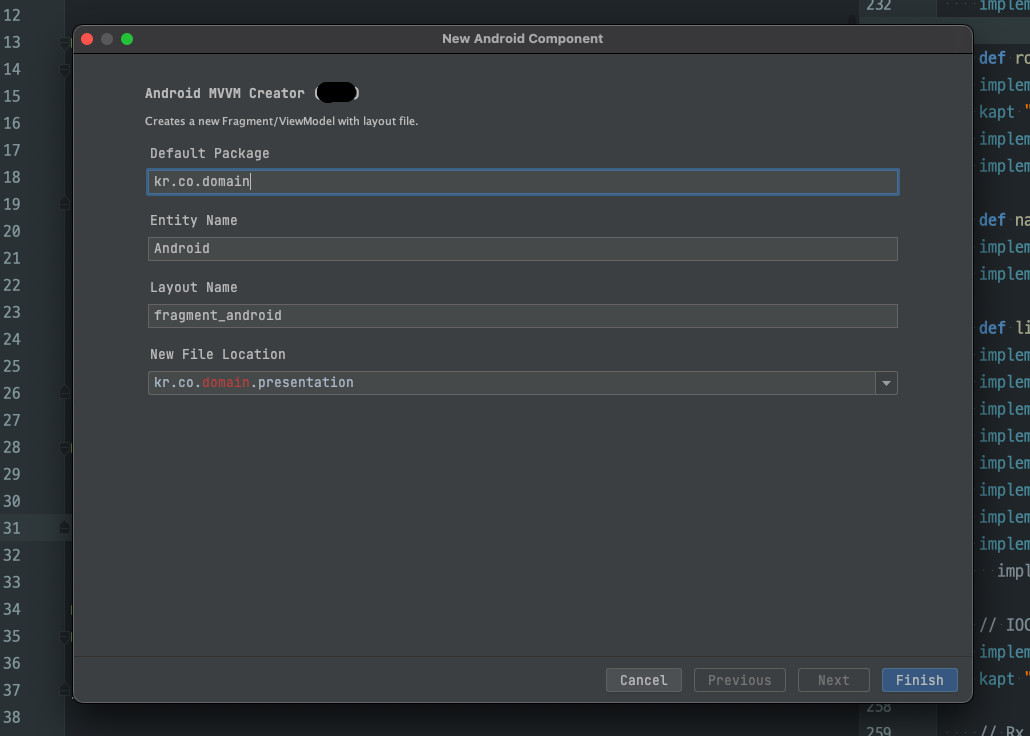 12
13
14
15
16
17
18
19
20
21
22
23
24
25
26
27
28
29
30
31
32
33
34
35
36
37
38
New Android Component
Android MVVM Creator (
)
Creates a new Fragment/ViewModel with layout file.
Default Package
kr.co.domain
Entity Name
Android
Layout Name
fragment_android
New File Location
kr.co.domain.presentation
Cancel
Previous
Next
Finish
232
implem
def ro
implem
kapt "
implem
implem
def na
implem
implem
def li
implem
implem
implem
implem
implem
implem
implem
implem
impl
// IOC
implem
kapt "
258
259
// Rx